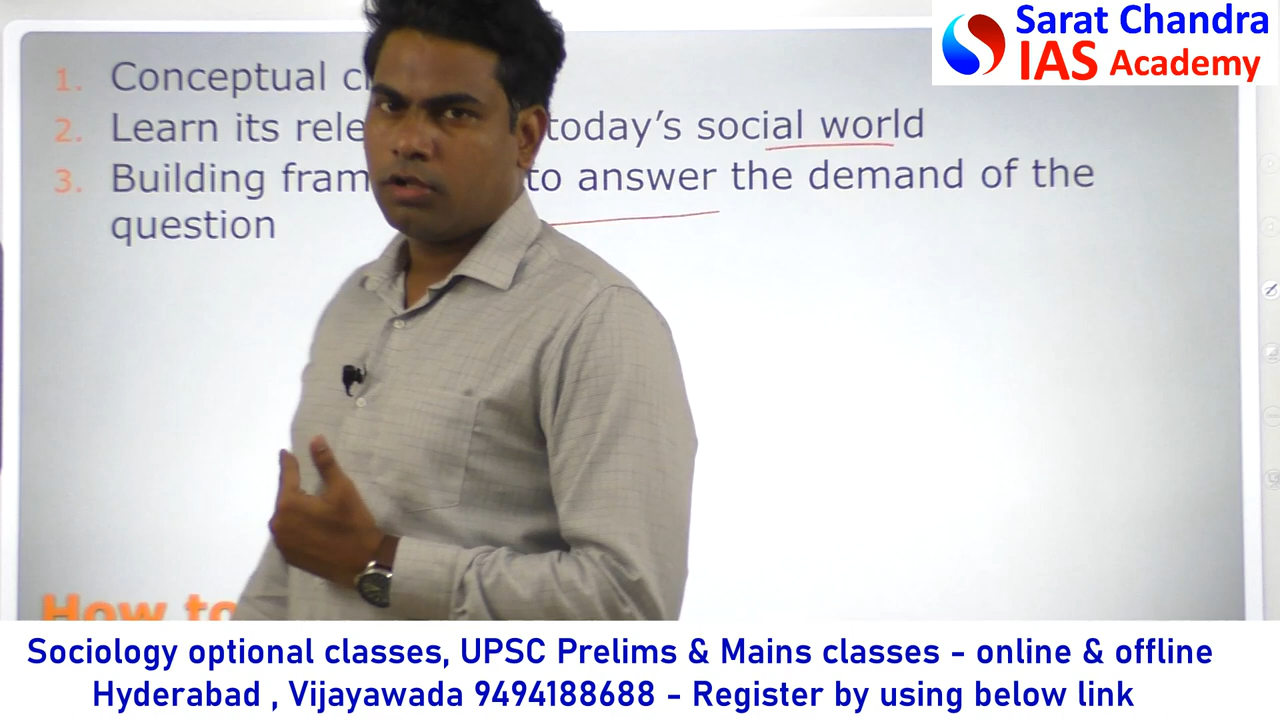 Sarat Chandra
IAS Academy
1. Conceptual
2. Learn its today's social world
3. Building to answer the demand of the
question
How to
Sociology optional classes, UPSC Prelims & Mains classes - online & offline
Hyderabad , Vijayawada 9494188688 - Register by using below link